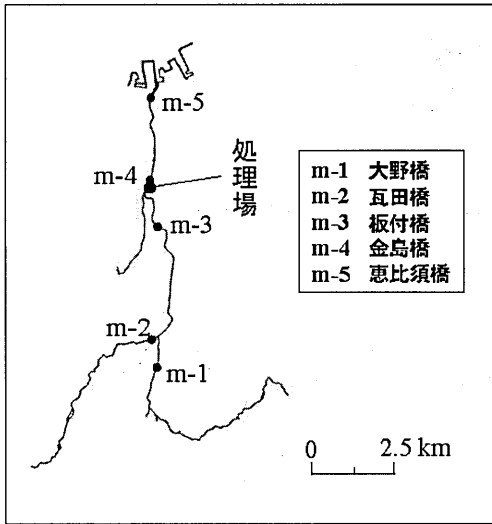 m-5
処理場
m-4
m-3
m-2
m-1
m-1 大野橋
m-2 瓦田橋
m-3 板付橋
m-4 金島橋
m-5 恵比須橋
0 2.5 km